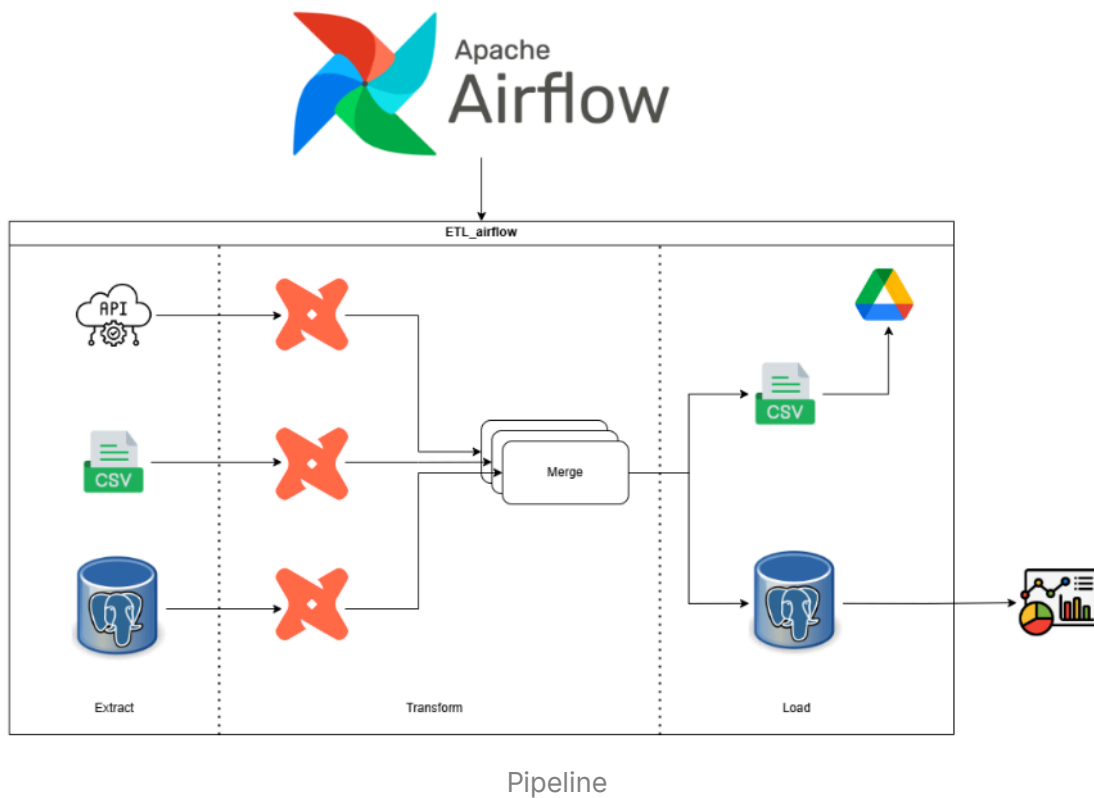 Apache
Airflow
ETL_airflow
API
CSV
CSV
Merge
Extract
Transform
Load
Pipeline